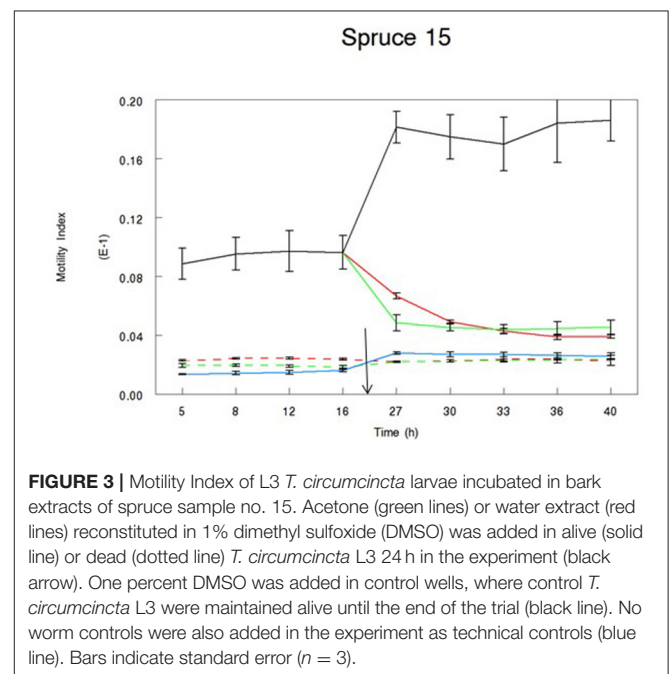 Spruce 15
0.20
0.16
0.12
0.08
0.04
0.00
Motility Index
(E-1)
5 8 12 16 27 30 33 36 40
Time (h)
FIGURE 3 | Motility Index of L3 T. circumcincta larvae incubated in bark
extracts of spruce sample no. 15. Acetone (green lines) or water extract (red
lines) reconstituted in 1% dimethyl sulfoxide (DMSO) was added in alive (solid
line) or dead (dotted line) T. circumcincta L3 24 h in the experiment (black
arrow). One percent DMSO was added in control wells, where control T.
circumcincta L3 were maintained alive until the end of the trial (black line). No
worm controls were also added in the experiment as technical controls (blue
line). Bars indicate standard error (n = 3).